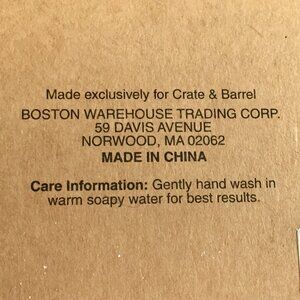 Made exclusively for Crate & Barrel
BOSTON WAREHOUSE TRADING CORP.
59 DAVIS AVENUE
NORWOOD, MA 02062
MADE IN CHINA
Care Information: Gently hand wash in
warm soapy water for best results.